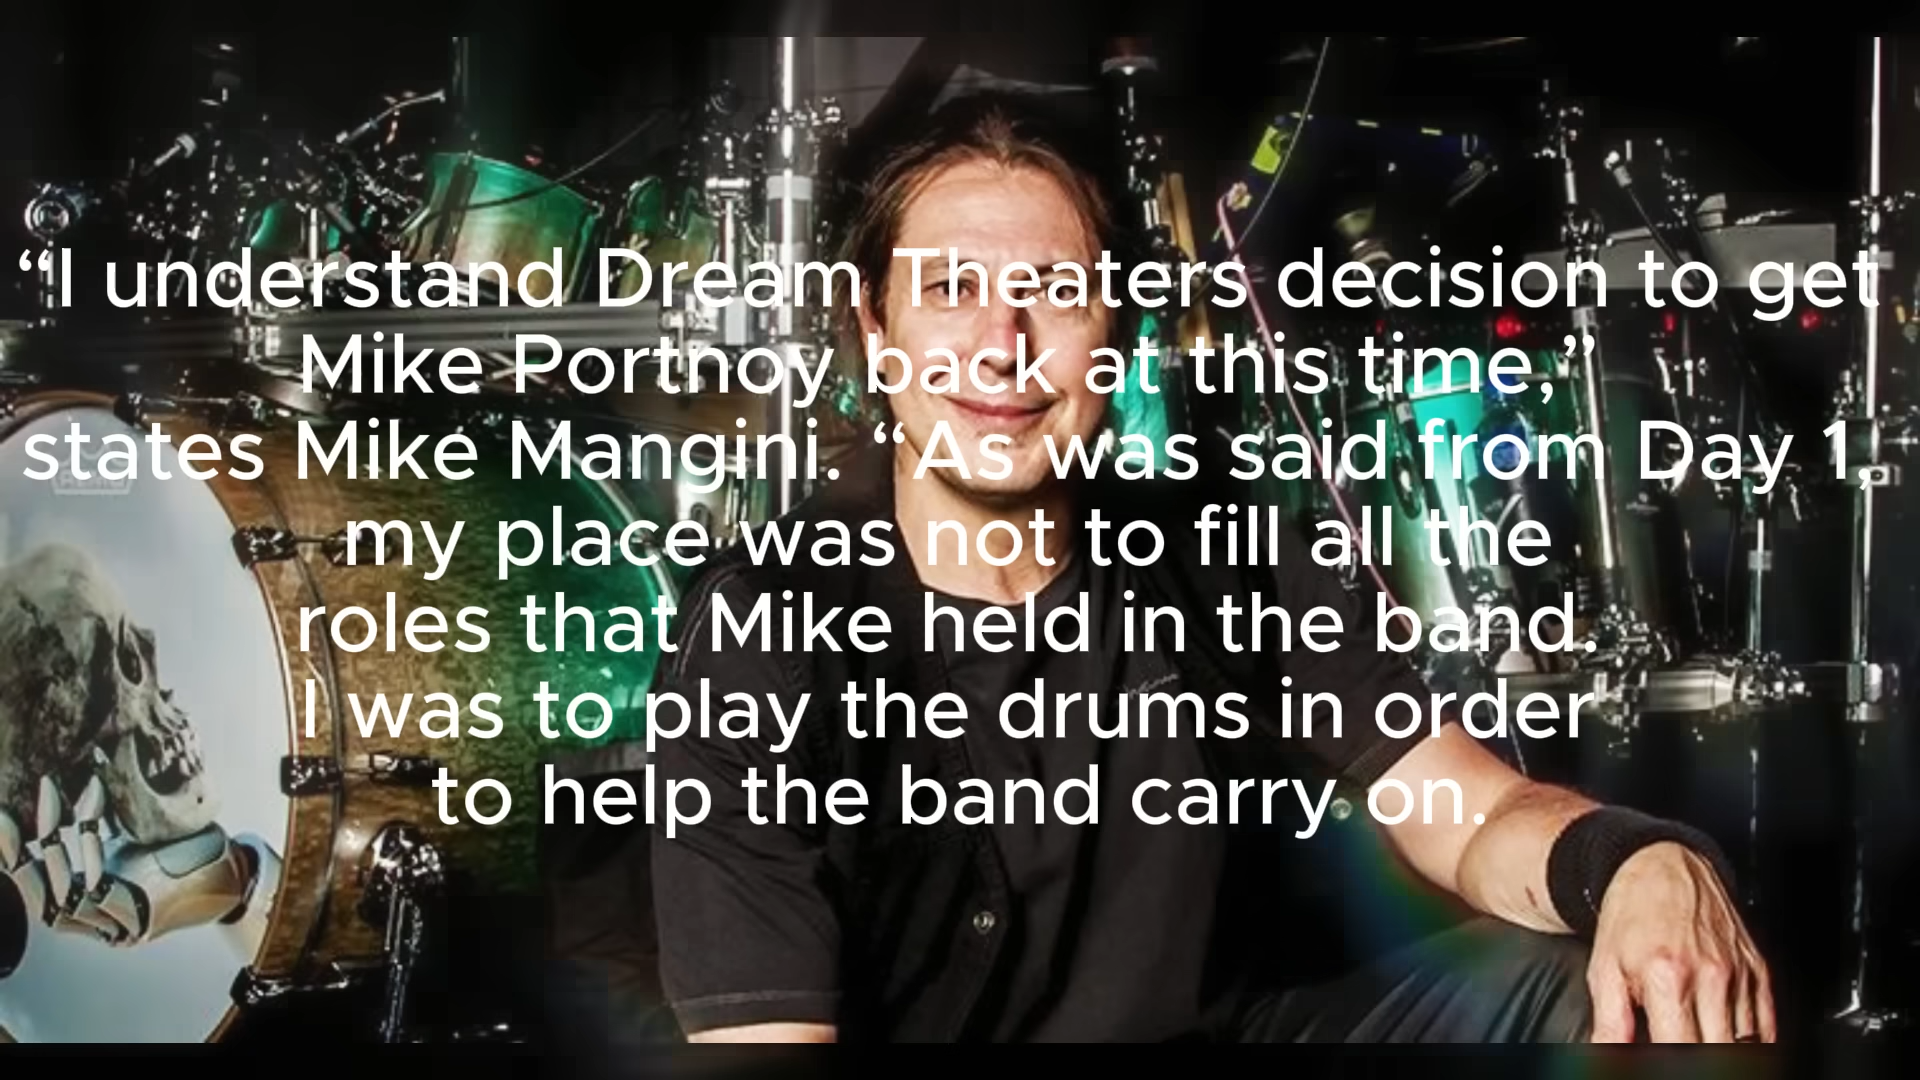 “I understand Dream Theaters decision to get
Mike Portnoy back at this time,”
states Mike Mangini. “As was said from Day 1,
my place was not to fill all the
roles that Mike held in the band.
I was to play the drums in order
to help the band carry on.